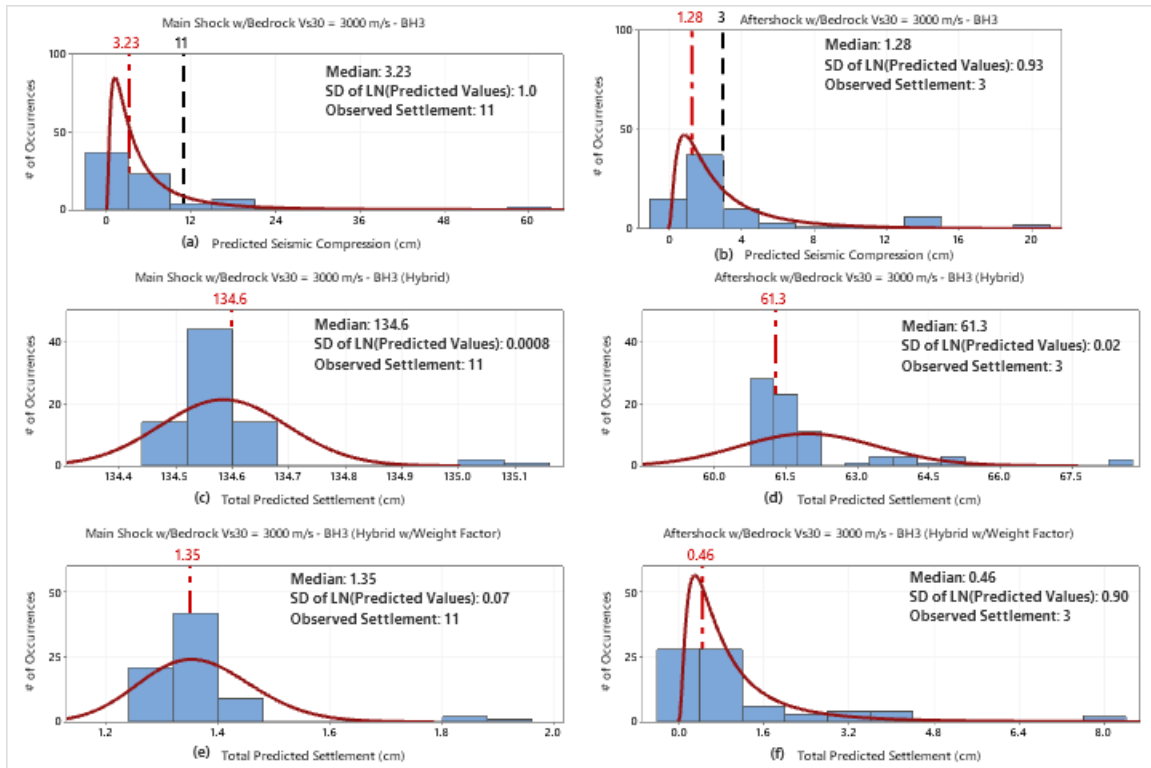 Main Shock w/Bedrock Vs30 = 3000 m/s - BH3
3.23
11
Median: 3.23
SD of LN(Predicted Values): 1.0
Observed Settlement: 11
# of Occurrences
100
50
0
0
12
24
36
48
60
(a)
Predicted Seismic Compression (cm)
Aftershock w/Bedrock Vs30 = 3000 m/s - BH3
1.28
3
Median: 1.28
SD of LN(Predicted Values): 0.93
Observed Settlement: 3
# of Occurrences
100
50
0
0
4
8
12
16
20
(b)
Predicted Seismic Compression (cm)
Main Shock w/Bedrock Vs30 = 3000 m/s - BH3 (Hybrid)
134.6
Median: 134.6
SD of LN(Predicted Values): 0.0008
Observed Settlement: 11
# of Occurrences
40
20
0
134.4
134.5
134.6
134.7
134.8
134.9
135.0
135.1
(c)
Total Predicted Settlement (cm)
Aftershock w/Bedrock Vs30 = 3000 m/s - BH3 (Hybrid)
61.3
Median: 61.3
SD of LN(Predicted Values): 0.02
Observed Settlement: 3
# of Occurrences
40
20
0
60.0
61.5
63.0
64.5
66.0
67.5
(d)
Total Predicted Settlement (cm)
Main Shock w/Bedrock Vs30 = 3000 m/s - BH3 (Hybrid w/Weight Factor)
1.35
Median: 1.35
SD of LN(Predicted Values): 0.07
Observed Settlement: 11
# of Occurrences
50
25
0
1.2
1.4
1.6
1.8
2.0
(e)
Total Predicted Settlement (cm)
Aftershock w/Bedrock Vs30 = 3000 m/s - BH3 (Hybrid w/Weight Factor)
0.46
Median: 0.46
SD of LN(Predicted Values): 0.90
Observed Settlement: 3
# of Occurrences
50
25
0
0.0
1.6
3.2
4.8
6.4
8.0
(f)
Total Predicted Settlement (cm)